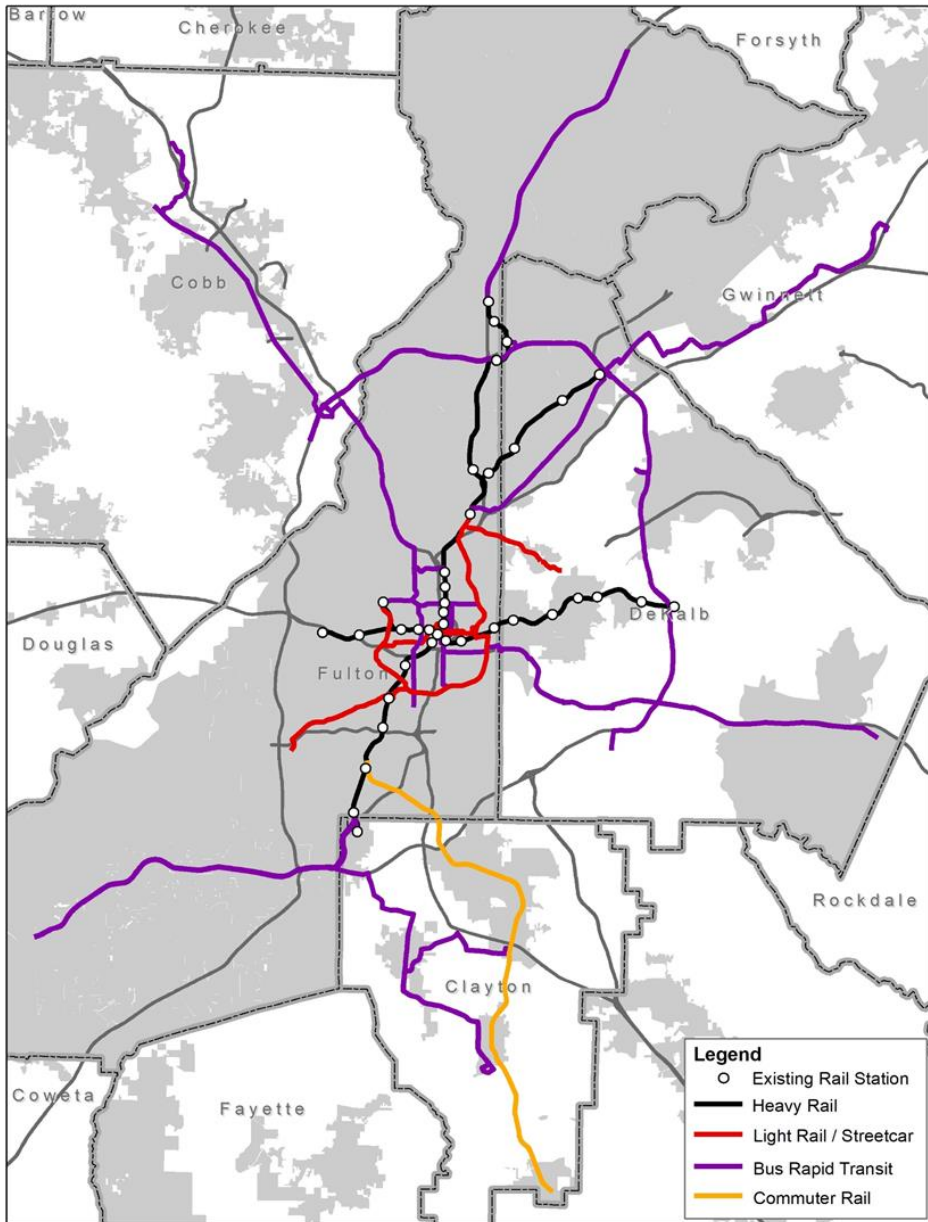 Bartow
Cherokee
Forsyth
Cobb
Gwinnett
Douglas
DeKalb
Fulton
Rockdale
Clayton
Coweta
Fayette
Legend
Existing Rail Station
Heavy Rail
Light Rail / Streetcar
Bus Rapid Transit
Commuter Rail